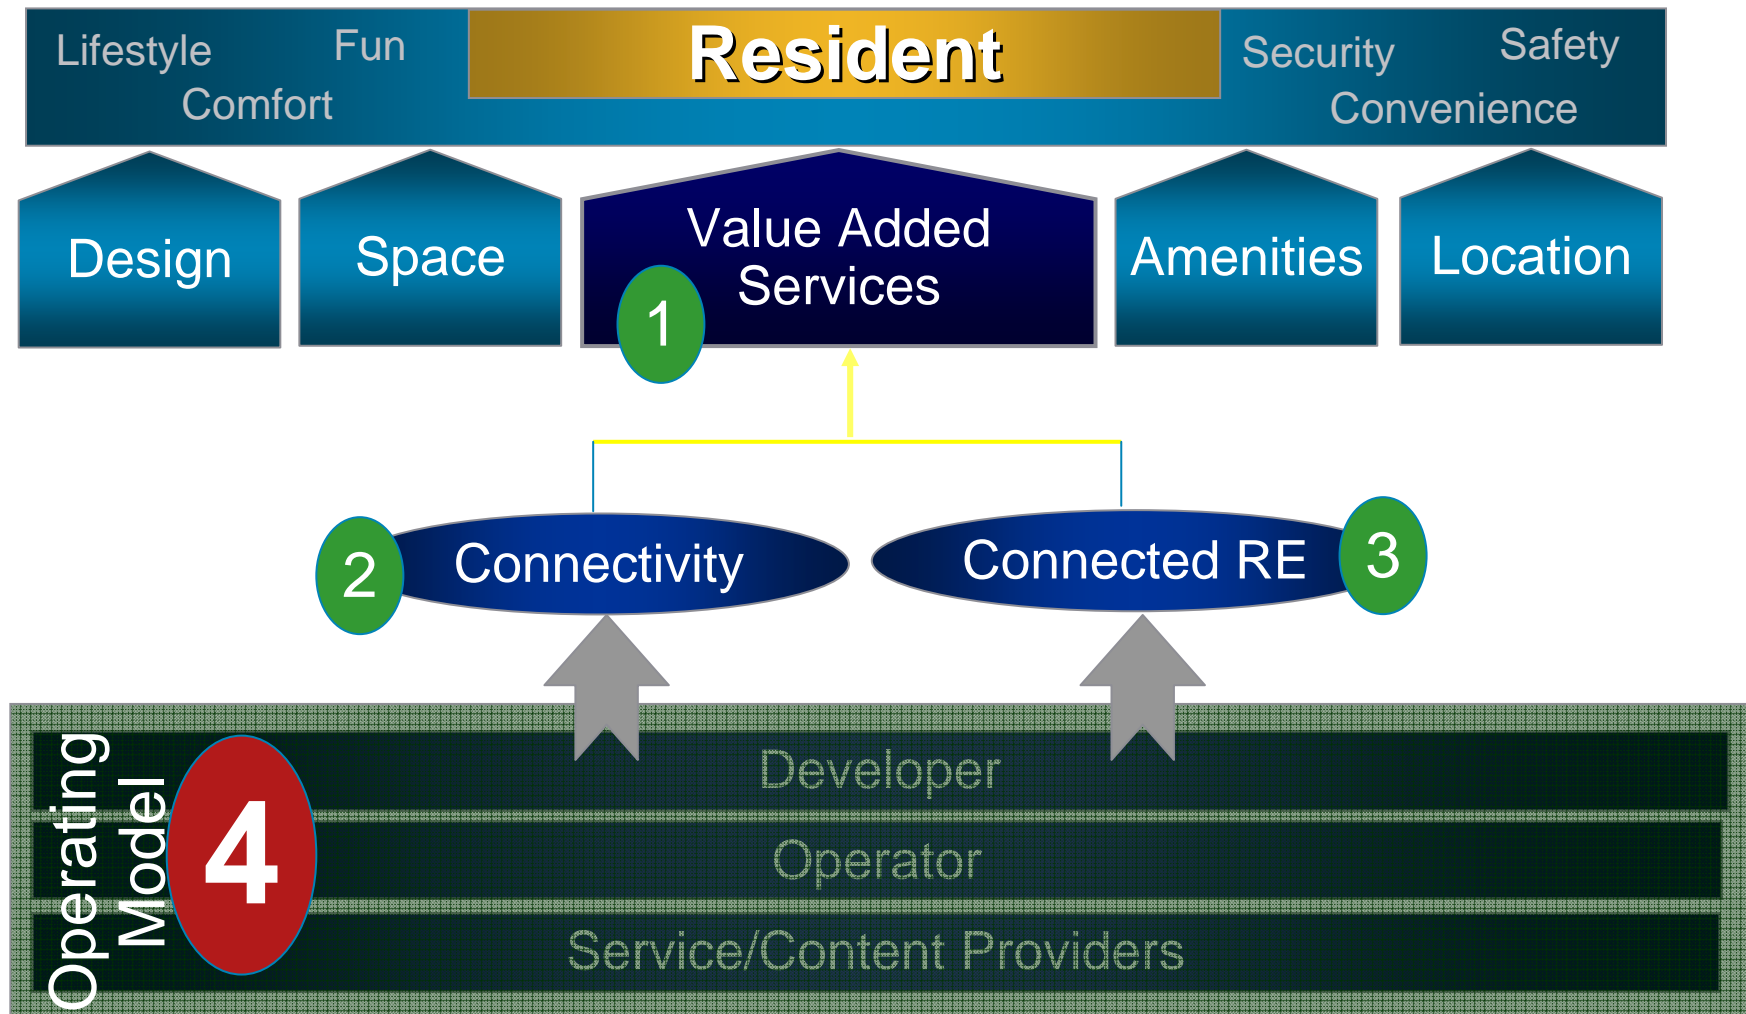 Resident
Lifestyle
Fun
Comfort
Security
Safety
Convenience
Design
Space
Value Added
Services
1
Amenities
Location
2
Connectivity
Connected RE
3
Operating
Model
4
Developer
Operator
Service/Content Providers